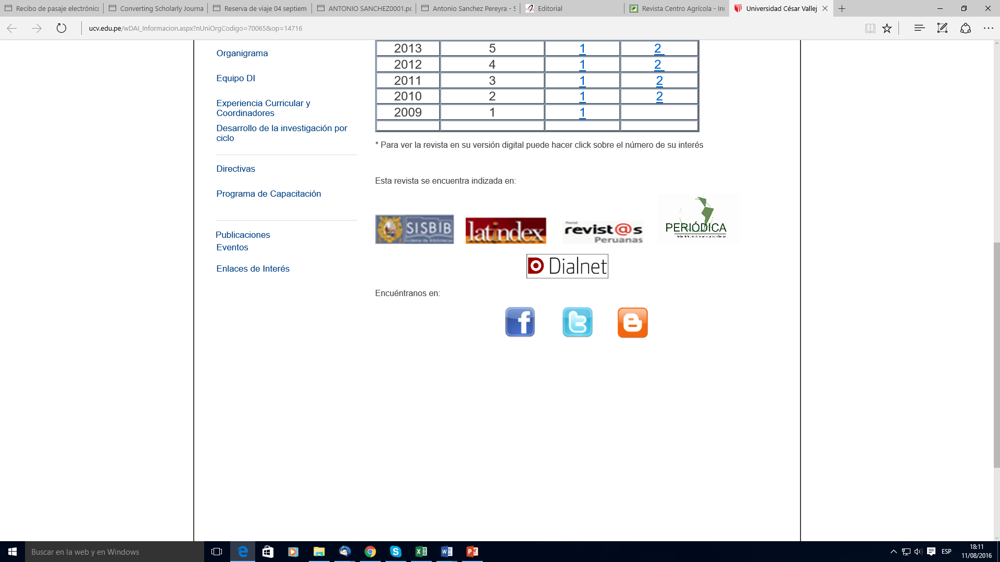 Recibo de pasaje electrónicc
Converting Scholarly Journa
Reserva de viaje 04 septiem
ANTONIO SANCHEZ0001.pc
Antonio Sanchez Pereyra - S
Editorial
Revista Centro Agrícola - Ini
Universidad César Vallej
ucv.edu.pe/wDAI_Informacion.aspx?nUniOrgCodigo=70065&op=14716
Organigrama
Equipo DI
Experiencia Curricular y
Coordinadores
Desarrollo de la investigación por
ciclo
Directivas
Programa de Capacitación
Publicaciones
Eventos
Enlaces de Interés
2013 5 1 2
2012 4 1 2
2011 3 1 2
2010 2 1 2
2009 1 1
* Para ver la revista en su versión digital puede hacer click sobre el número de su interés
Esta revista se encuentra indizada en:
SISBIB
Sistema de Bibliotecas
latindex
Portal
revist@s
Peruanas
PERIÓDICA
Dialnet
Encuéntranos en:
Buscar en la web y en Windows
ESP
18:11
11/08/2016